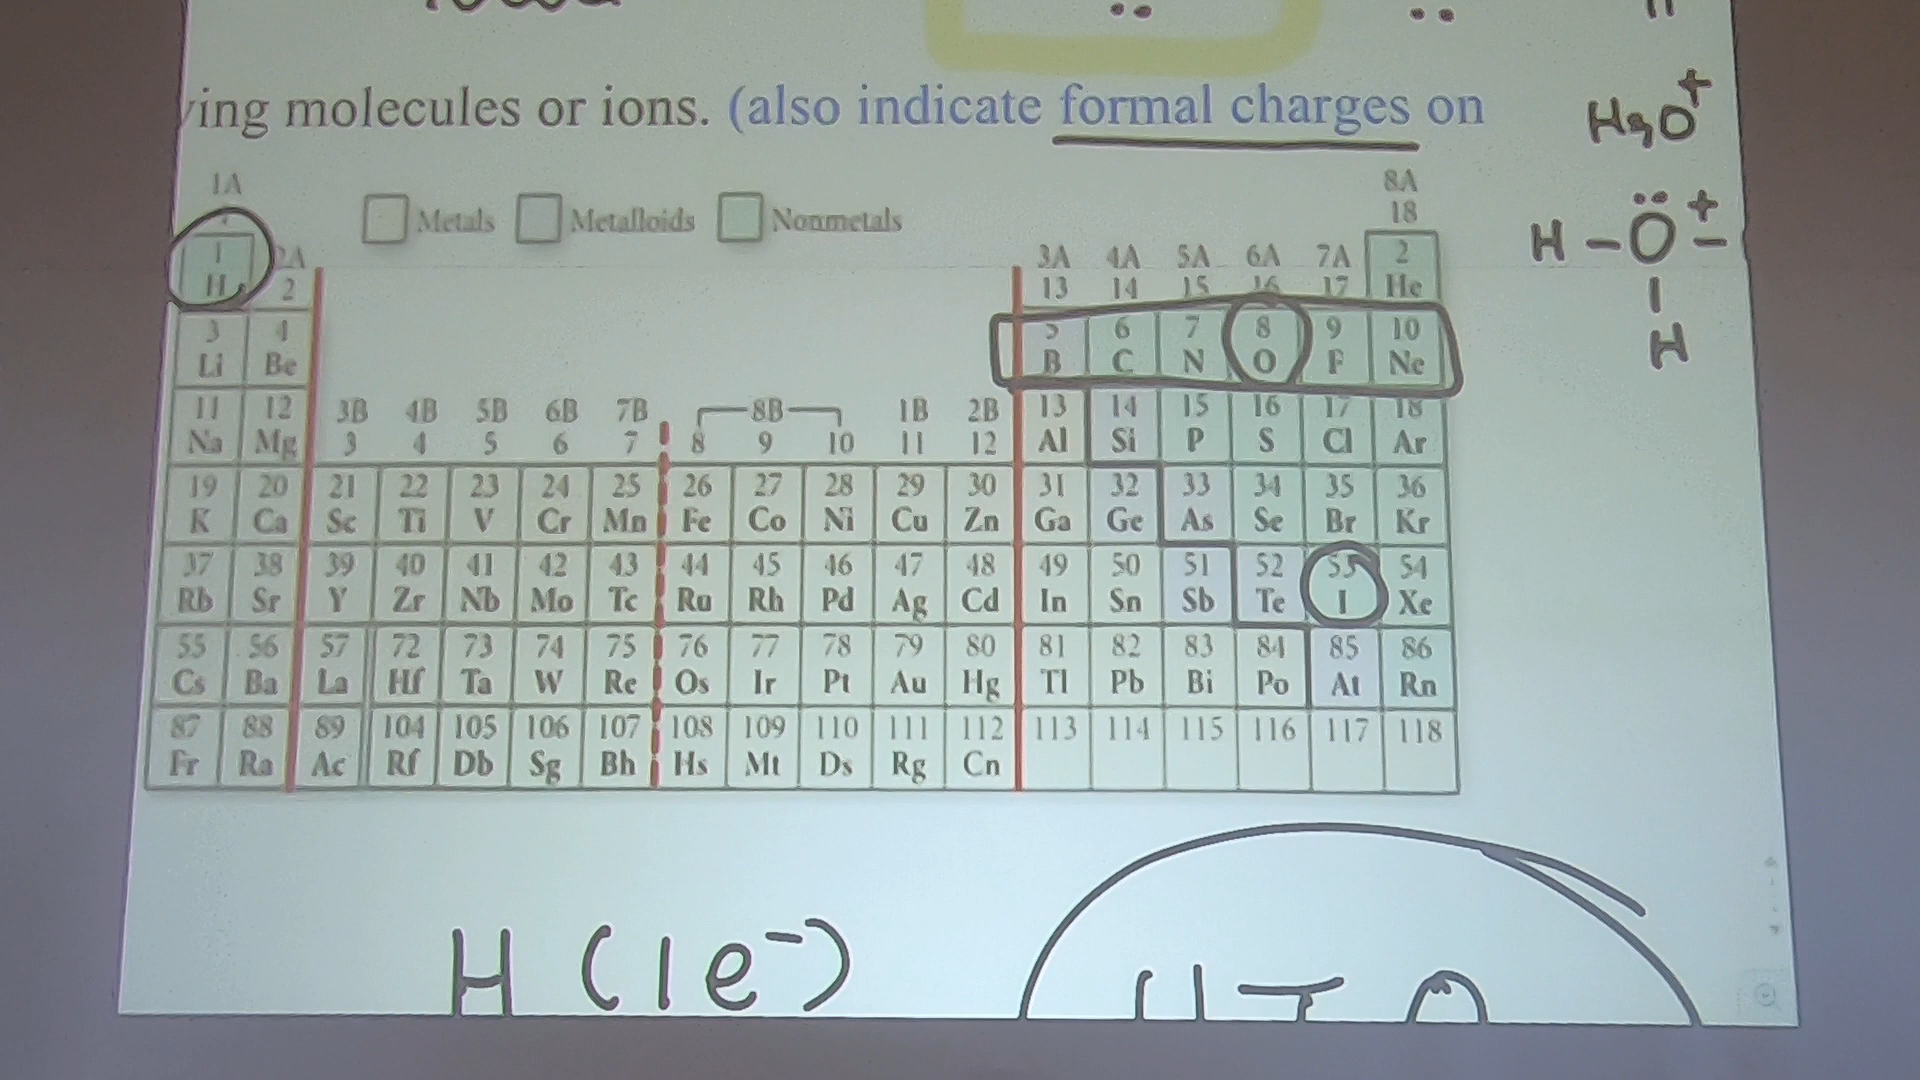 ving molecules or ions. (also indicate formal charges on
H3O+
1A
Metals Metalloids Nonmetals
8A
18
H - O + -
H
1
H
2A
2
3A 4A 5A 6A 7A
13 14 15 16 17
2
He
3 4 5 6 7 8 9 10
Li Be B C N O F Ne
11 12 3B 4B 5B 6B 7B 8B 1B 2B 13 14 15 16 17 18
Na Mg 3 4 5 6 7 8 9 10 11 12 Al Si P S Cl Ar
19 20 21 22 23 24 25 26 27 28 29 30 31 32 33 34 35 36
K Ca Sc Ti V Cr Mn Fe Co Ni Cu Zn Ga Ge As Se Br Kr
37 38 39 40 41 42 43 44 45 46 47 48 49 50 51 52 53 54
Rb Sr Y Zr Nb Mo Tc Ru Rh Pd Ag Cd In Sn Sb Te I Xe
55 56 57 72 73 74 75 76 77 78 79 80 81 82 83 84 85 86
Cs Ba La Hf Ta W Re Os Ir Pt Au Hg Tl Pb Bi Po At Rn
87 88 89 104 105 106 107 108 109 110 111 112 113 114 115 116 117 118
Fr Ra Ac Rf Db Sg Bh Hs Mt Ds Rg Cn
H (1e-)